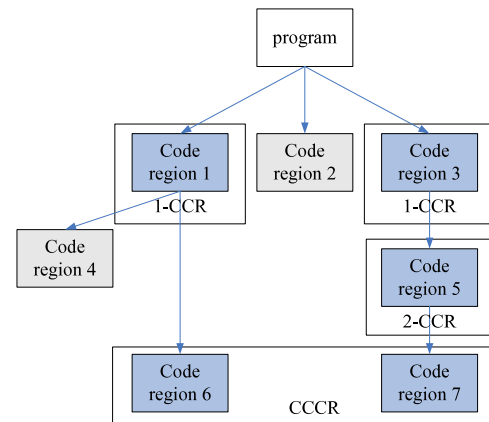 program
Code
region 1
1-CCR
Code
region 2
Code
region 3
1-CCR
Code
region 4
Code
region 5
2-CCR
Code
region 6
CCCR
Code
region 7